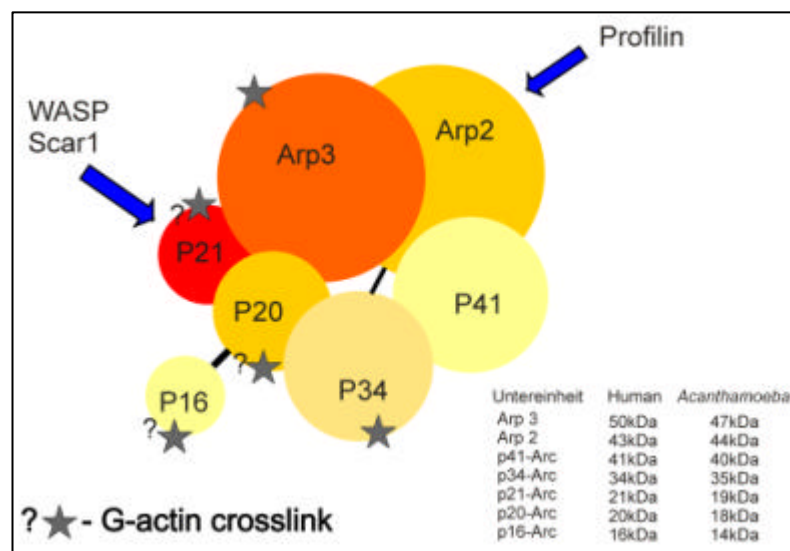 Profilin
WASP
Scar1
Arp3
Arp2
?
P21
P20
P41
?
P16
?
P34
Untereinheit Human Acanthamoeba
Arp 3 50kDa 47kDa
Arp 2 43kDa 44kDa
p41-Arc 41kDa 40kDa
p34-Arc 34kDa 35kDa
p21-Arc 21kDa 19kDa
p20-Arc 20kDa 18kDa
p16-Arc 16kDa 14kDa
? - G-actin crosslink